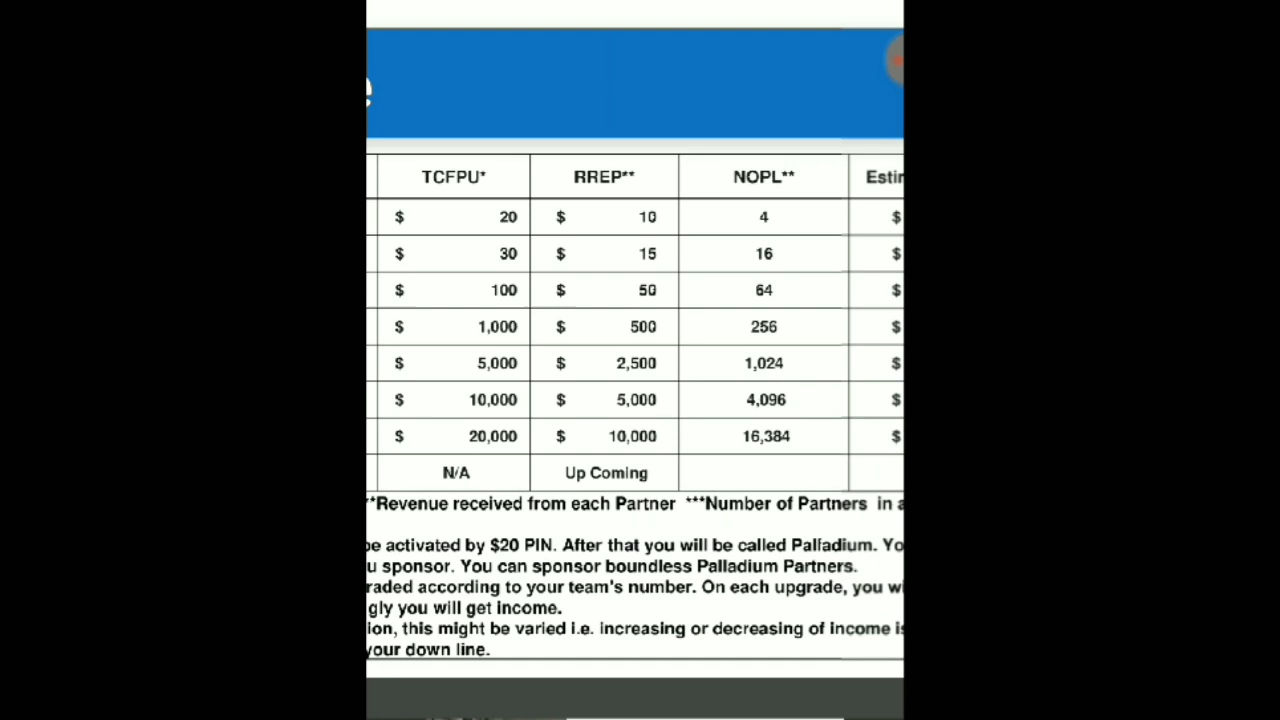 e
TCFPU* RREP** NOPL** Estim
$ 20 $ 10 4 $
$ 30 $ 15 16 $
$ 100 $ 50 64 $
$ 1,000 $ 500 256 $
$ 5,000 $ 2,500 1,024 $
$ 10,000 $ 5,000 4,096 $
$ 20,000 $ 10,000 16,384 $
N/A Up Coming
**Revenue received from each Partner ***Number of Partners in a
be activated by $20 PIN. After that you will be called Palladium. Yo
u sponsor. You can sponsor boundless Palladium Partners.
raded according to your team's number. On each upgrade, you wi
gly you will get income.
ion, this might be varied i.e. increasing or decreasing of income is
your down line.